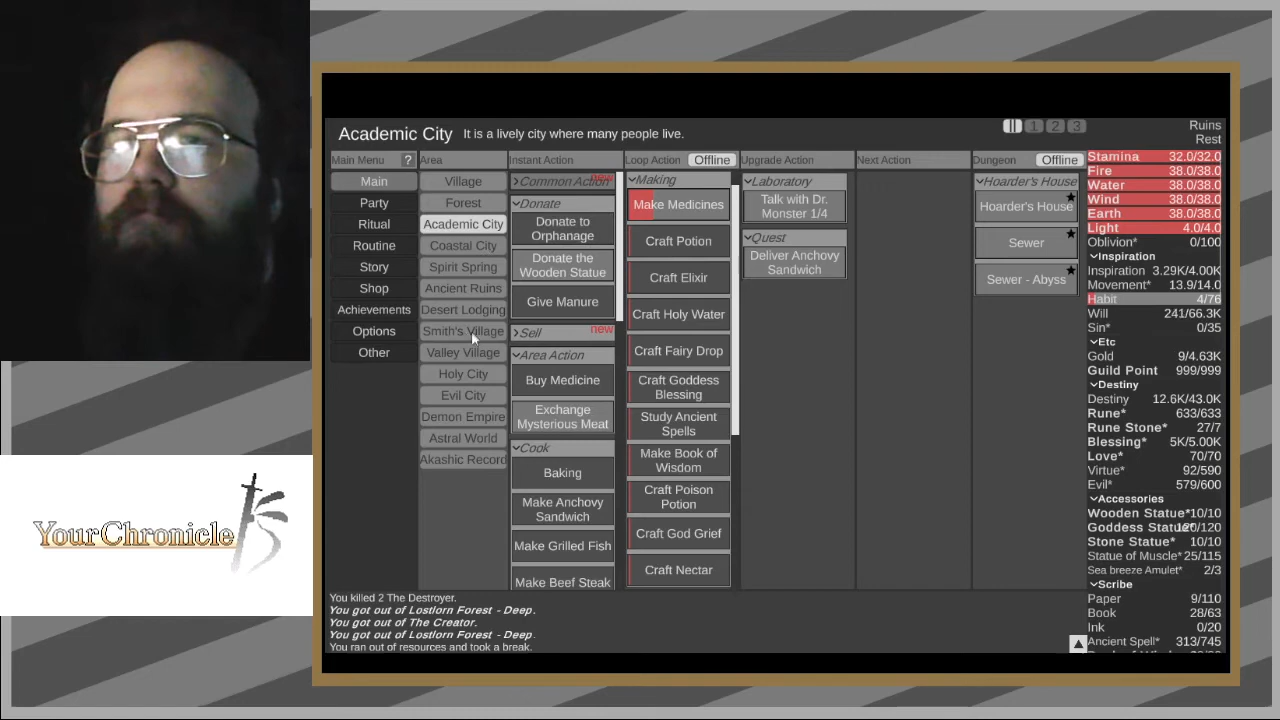 Academic City It is a lively city where many people live.
1 2 3
Ruins
Rest
Main Menu ?
Main
Party
Ritual
Routine
Story
Shop
Achievements
Options
Other
Area
Village
Forest
Academic City
Coastal City
Spirit Spring
Ancient Ruins
Desert Lodging
Smith's Village
Valley Village
Holy City
Evil City
Demon Empire
Astral World
Akashic Record
Instant Action
Common Action new
Donate
Donate to
Orphanage
Donate the
Wooden Statue
Give Manure
Sell new
Area Action
Buy Medicine
Exchange
Mysterious Meat
Cook
Baking
Make Anchovy
Sandwich
Make Grilled Fish
Make Beef Steak
Loop Action Offline
Making
Make Medicines
Craft Potion
Craft Elixir
Craft Holy Water
Craft Fairy Drop
Craft Goddess
Blessing
Study Ancient
Spells
Make Book of
Wisdom
Craft Poison
Potion
Craft God Grief
Craft Nectar
Upgrade Action
Laboratory
Talk with Dr.
Monster 1/4
Quest
Deliver Anchovy
Sandwich
Next Action
Dungeon Offline
Hoarder's House
Hoarder's House
Sewer
Sewer - Abyss
Stamina 32.0/32.0
Fire 38.0/38.0
Water 38.0/38.0
Wind 38.0/38.0
Earth 38.0/38.0
Light 4.0/4.0
Oblivion* 0/100
Inspiration
Inspiration 3.29K/4.00K
Movement* 13.9/14.0
Habit 4/76
Will 241/66.3K
Sin* 0/35
Etc
Gold 9/4.63K
Guild Point 999/999
Destiny
Destiny 12.6K/43.0K
Rune* 633/633
Rune Stone* 27/7
Blessing* 5K/5.00K
Love* 70/70
Virtue* 92/590
Evil* 579/600
Accessories
Wooden Statue* 10/10
Goddess Statue* 120/120
Stone Statue* 10/10
Statue of Muscle* 25/115
Sea breeze Amulet* 2/3
Scribe
Paper 9/110
Book 28/63
Ink 0/20
Ancient Spell* 313/745
You killed 2 The Destroyer.
You got out of Lostlorn Forest - Deep.
You got out of The Creator.
You got out of Lostlorn Forest - Deep.
You ran out of resources and took a break.
YourChronicle